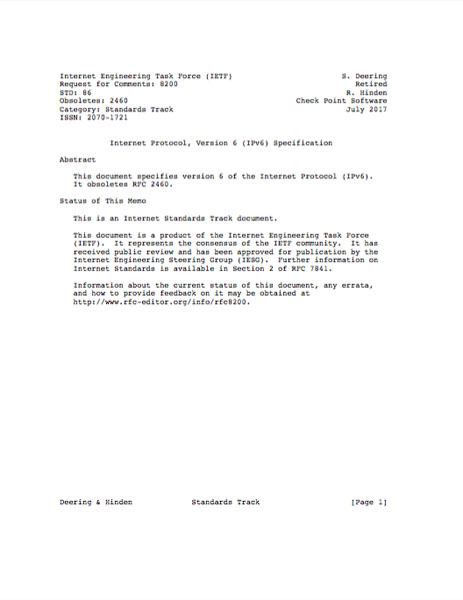 Internet Engineering Task Force (IETF) S. Deering
Request for Comments: 8200 Retired
STD: 86 R. Hinden
Obsoletes: 2460 Check Point Software
Category: Standards Track July 2017
ISSN: 2070-1721
Internet Protocol, Version 6 (IPv6) Specification
Abstract
This document specifies version 6 of the Internet Protocol (IPv6).
It obsoletes RFC 2460.
Status of This Memo
This is an Internet Standards Track document.
This document is a product of the Internet Engineering Task Force
(IETF). It represents the consensus of the IETF community. It has
received public review and has been approved for publication by the
Internet Engineering Steering Group (IESG). Further information on
Internet Standards is available in Section 2 of RFC 7841.
Information about the current status of this document, any errata,
and how to provide feedback on it may be obtained at
http://www.rfc-editor.org/info/rfc8200.
Deering & Hinden Standards Track [Page 1]